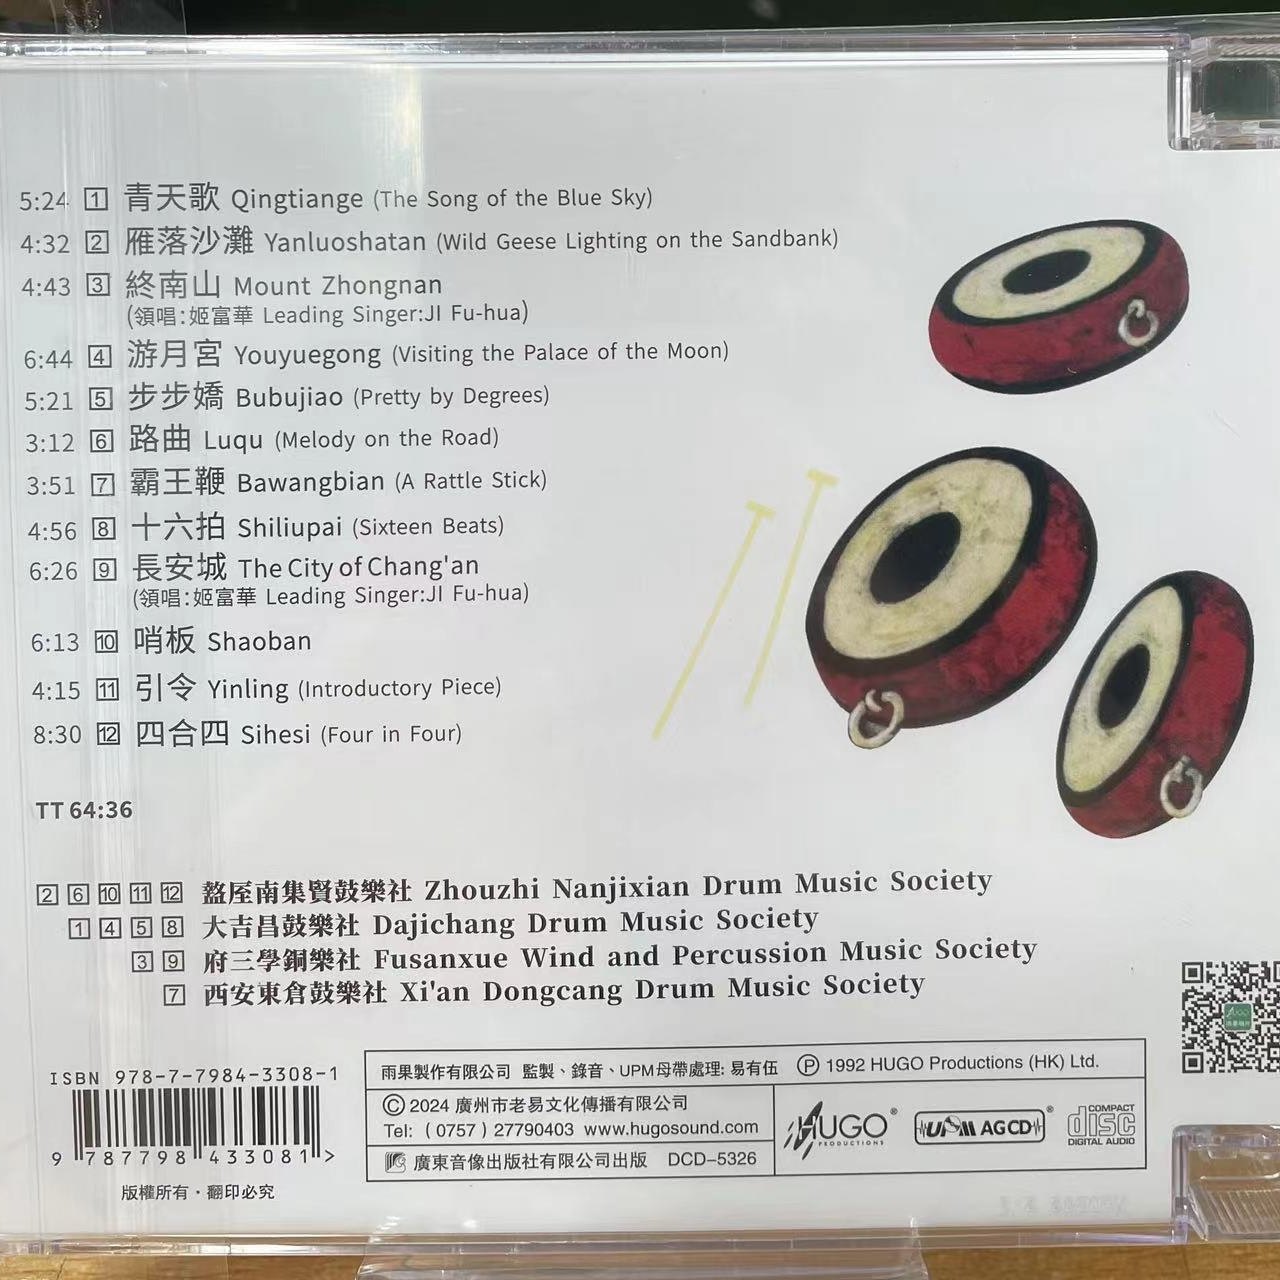 5:24 1 青天歌 Qingtiange (The Song of the Blue Sky)
4:32 2 雁落沙灘 Yanluoshatan (Wild Geese Lighting on the Sandbank)
4:43 3 終南山 Mount Zhongnan
(領唱:姬富華 Leading Singer:JI Fu-hua)
6:44 4 游月宮 Youyuegong (Visiting the Palace of the Moon)
5:21 5 步步嬌 Bubujiao (Pretty by Degrees)
3:12 6 路曲 Luqu (Melody on the Road)
3:51 7 霸王鞭 Bawangbian (A Rattle Stick)
4:56 8 十六拍 Shiliupai (Sixteen Beats)
6:26 9 長安城 The City of Chang'an
(領唱:姬富華 Leading Singer:JI Fu-hua)
6:13 10 哨板 Shaoban
4:15 11 引令 Yinling (Introductory Piece)
8:30 12 四合四 Sihesi (Four in Four)
TT 64:36
2 6 10 11 12 盩厔南集賢鼓樂社 Zhouzhi Nanjixian Drum Music Society
1 4 5 8 大吉昌鼓樂社 Dajichang Drum Music Society
3 9 府三學銅樂社 Fusanxue Wind and Percussion Music Society
7 西安東倉鼓樂社 Xi'an Dongcang Drum Music Society
ISBN 978-7-7984-3308-1
9 787798 433081 >
版權所有·翻印必究
雨果製作有限公司 監製、錄音、UPM母帶處理: 易有伍 Ⓟ 1992 HUGO Productions (HK) Ltd.
© 2024 廣州市老易文化傳播有限公司
Tel: (0757) 27790403 www.hugosound.com
廣東音像出版社有限公司出版 DCD-5326
HUGO®
PRODUCTIONS
UPM AGCD®
COMPACT
disc
DIGITAL AUDIO